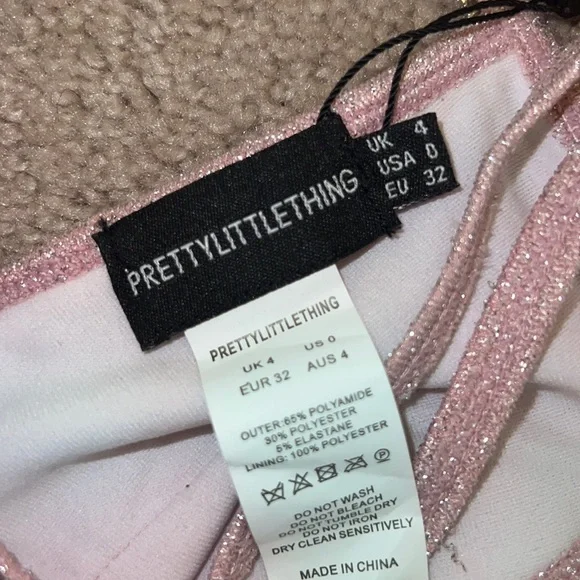 PRETTYLITTLETHING
UK 4
USA 0
EU 32
PRETTYLITTLETHING
UK 4 US 0
EUR 32 AUS 4
OUTER:65% POLYAMIDE
30% POLYESTER
5% ELASTANE
LINING: 100% POLYESTER
DO NOT WASH
DO NOT BLEACH
DO NOT TUMBLE DRY
DO NOT IRON
DRY CLEAN SENSITIVELY
MADE IN CHINA